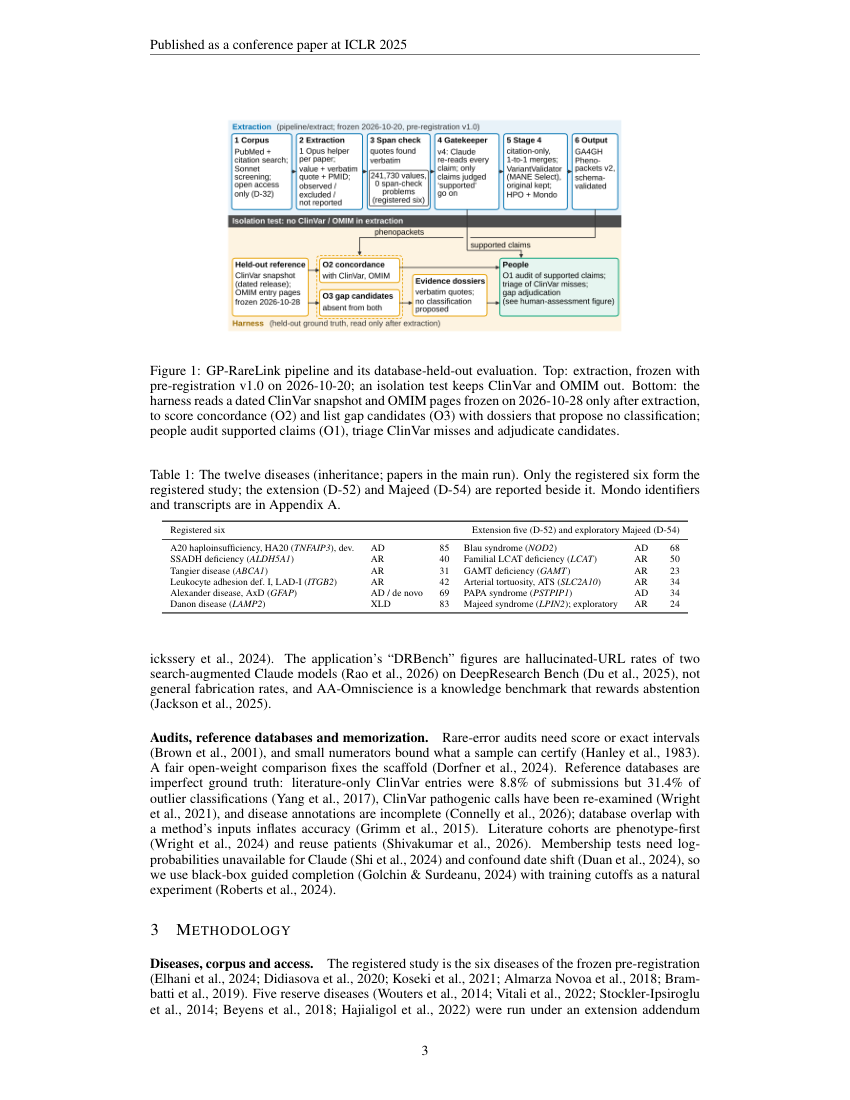 Published as a conference paper at ICLR 2025
Extraction (pipeline/extract; frozen 2026-10-20, pre-registration v1.0)
1 Corpus
PubMed +
citation search;
Sonnet
screening;
open access
only (D-32)
2 Extraction
1 Opus helper
per paper;
value + verbatim
quote + PMID;
observed /
excluded /
not reported
3 Span check
quotes found
verbatim
241,730 values,
0 span-check
problems
(registered six)
4 Gatekeeper
v4: Claude
re-reads every
claim; only
claims judged
'supported'
go on
5 Stage 4
citation-only,
1-to-1 merges;
VariantValidator
(MANE Select),
original kept;
HPO + Mondo
6 Output
GA4GH
Pheno-
packets v2,
schema-
validated
Isolation test: no ClinVar / OMIM in extraction
phenopackets
supported claims
Held-out reference
ClinVar snapshot
(dated release);
OMIM entry pages
frozen 2026-10-28
O2 concordance
with ClinVar, OMIM
O3 gap candidates
absent from both
Evidence dossiers
verbatim quotes;
no classification
proposed
People
O1 audit of supported claims;
triage of ClinVar misses;
gap adjudication
(see human-assessment figure)
Harness (held-out ground truth, read only after extraction)
Figure 1: GP-RareLink pipeline and its database-held-out evaluation. Top: extraction, frozen with
pre-registration v1.0 on 2026-10-20; an isolation test keeps ClinVar and OMIM out. Bottom: the
harness reads a dated ClinVar snapshot and OMIM pages frozen on 2026-10-28 only after extraction,
to score concordance (O2) and list gap candidates (O3) with dossiers that propose no classification;
people audit supported claims (O1), triage ClinVar misses and adjudicate candidates.
Table 1: The twelve diseases (inheritance; papers in the main run). Only the registered six form the
registered study; the extension (D-52) and Majeed (D-54) are reported beside it. Mondo identifiers
and transcripts are in Appendix A.
Registered six Extension five (D-52) and exploratory Majeed (D-54)
A20 haploinsufficiency, HA20 (TNFAIP3), dev. AD 85 Blau syndrome (NOD2) AD 68
SSADH deficiency (ALDH5A1) AR 40 Familial LCAT deficiency (LCAT) AR 50
Tangier disease (ABCA1) AR 31 GAMT deficiency (GAMT) AR 23
Leukocyte adhesion def. I, LAD-I (ITGB2) AR 42 Arterial tortuosity, ATS (SLC2A10) AR 34
Alexander disease, AxD (GFAP) AD / de novo 69 PAPA syndrome (PSTPIP1) AD 34
Danon disease (LAMP2) XLD 83 Majeed syndrome (LPIN2); exploratory AR 24
ickssery et al., 2024). The application's “DRBench” figures are hallucinated-URL rates of two
search-augmented Claude models (Rao et al., 2026) on DeepResearch Bench (Du et al., 2025), not
general fabrication rates, and AA-Omniscience is a knowledge benchmark that rewards abstention
(Jackson et al., 2025).
Audits, reference databases and memorization. Rare-error audits need score or exact intervals
(Brown et al., 2001), and small numerators bound what a sample can certify (Hanley et al., 1983).
A fair open-weight comparison fixes the scaffold (Dorfner et al., 2024). Reference databases are
imperfect ground truth: literature-only ClinVar entries were 8.8% of submissions but 31.4% of
outlier classifications (Yang et al., 2017), ClinVar pathogenic calls have been re-examined (Wright
et al., 2021), and disease annotations are incomplete (Connelly et al., 2026); database overlap with
a method's inputs inflates accuracy (Grimm et al., 2015). Literature cohorts are phenotype-first
(Wright et al., 2024) and reuse patients (Shivakumar et al., 2026). Membership tests need log-
probabilities unavailable for Claude (Shi et al., 2024) and confound date shift (Duan et al., 2024), so
we use black-box guided completion (Golchin & Surdeanu, 2024) with training cutoffs as a natural
experiment (Roberts et al., 2024).
3 METHODOLOGY
Diseases, corpus and access. The registered study is the six diseases of the frozen pre-registration
(Elhani et al., 2024; Didiasova et al., 2020; Koseki et al., 2021; Almarza Novoa et al., 2018; Bram-
batti et al., 2019). Five reserve diseases (Wouters et al., 2014; Vitali et al., 2022; Stockler-Ipsiroglu
et al., 2014; Beyens et al., 2018; Hajialigol et al., 2022) were run under an extension addendum
3